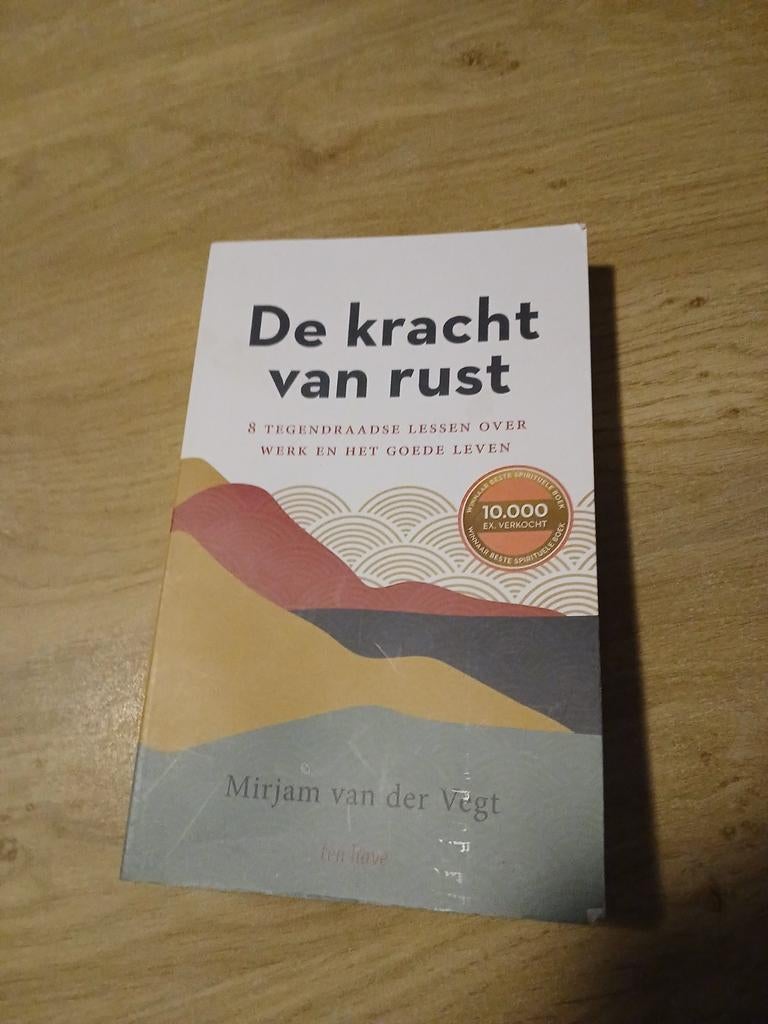 De kracht
van rust
8 TEGENDRAADSE LESSEN OVER
WERK EN HET GOEDE LEVEN
WINNAAR BESTE SPIRITUELE BOEK
10.000
EX. VERKOCHT
WINNAAR BESTE SPIRITUELE BOEK
Mirjam van der Vegt
ten have